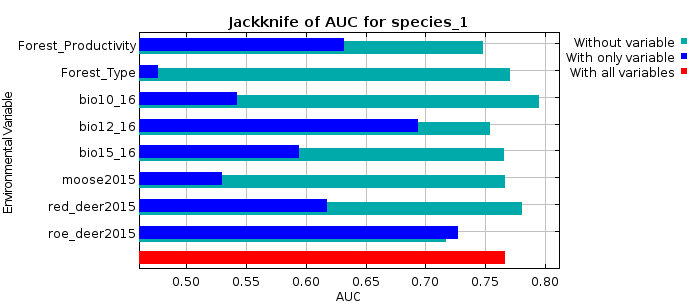 Jackknife of AUC for species_1
Environmental Variable
Forest_Productivity
Forest_Type
bio10_16
bio12_16
bio15_16
moose2015
red_deer2015
roe_deer2015
Without variable
With only variable
With all variables
0.50 0.55 0.60 0.65 0.70 0.75 0.80
AUC